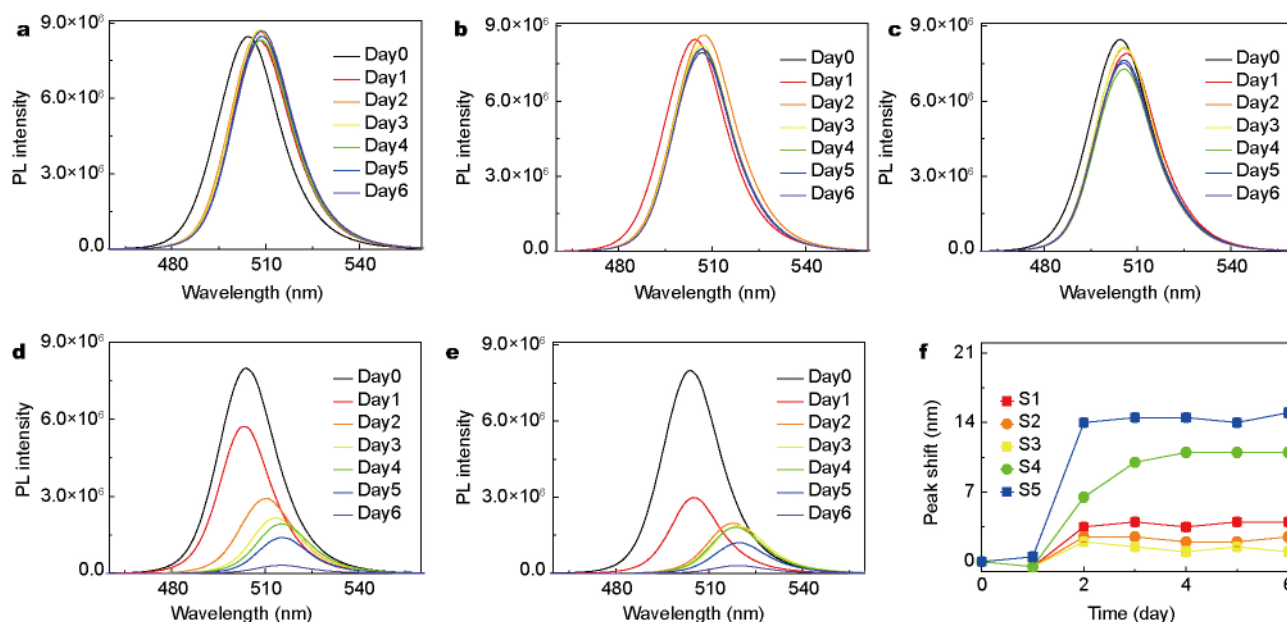 a
PL intensity
9.0×10⁶
6.0×10⁶
3.0×10⁶
0.0
480
510
540
Wavelength (nm)
Day0
Day1
Day2
Day3
Day4
Day5
Day6
b
PL intensity
9.0×10⁶
6.0×10⁶
3.0×10⁶
0.0
480
510
540
Wavelength (nm)
Day0
Day1
Day2
Day3
Day4
Day5
Day6
c
PL intensity
9.0×10⁶
6.0×10⁶
3.0×10⁶
0.0
480
510
540
Wavelength (nm)
Day0
Day1
Day2
Day3
Day4
Day5
Day6
d
PL intensity
9.0×10⁶
6.0×10⁶
3.0×10⁶
0.0
480
510
540
Wavelength (nm)
Day0
Day1
Day2
Day3
Day4
Day5
Day6
e
PL intensity
9.0×10⁶
6.0×10⁶
3.0×10⁶
0.0
480
510
540
Wavelength (nm)
Day0
Day1
Day2
Day3
Day4
Day5
Day6
f
Peak shift (nm)
21
14
7
0
0
2
4
6
Time (day)
S1
S2
S3
S4
S5